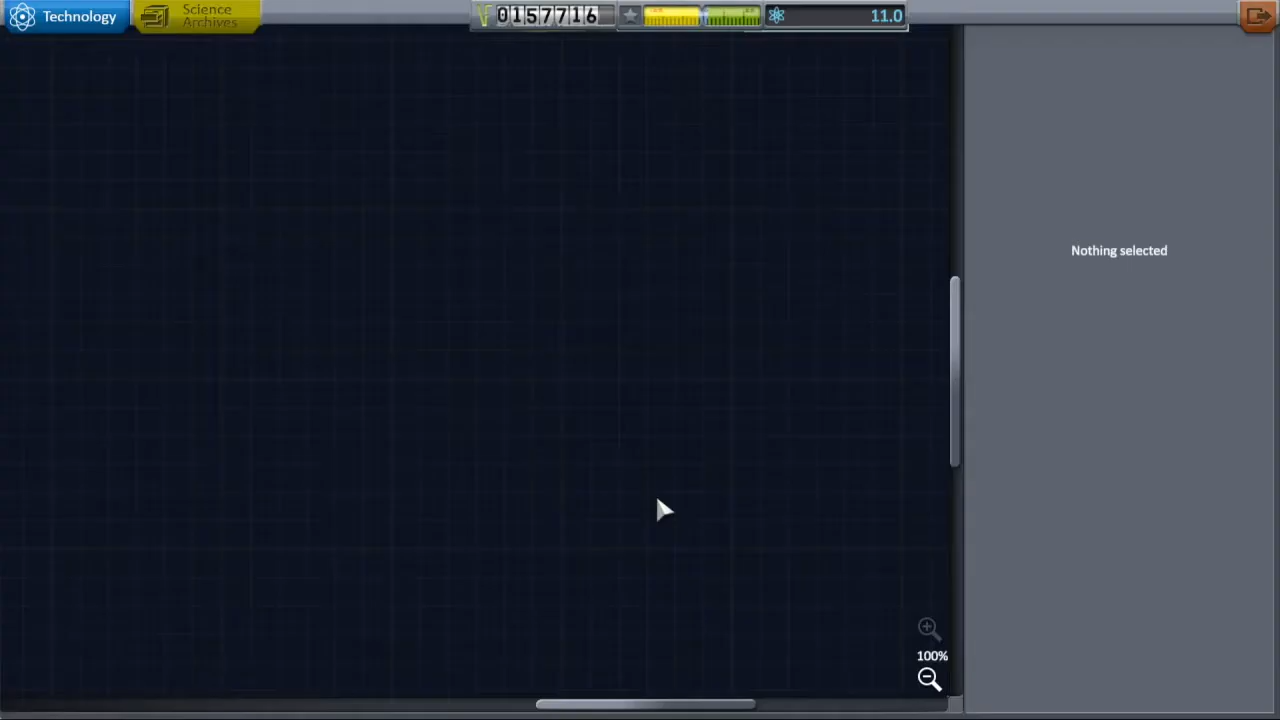 Technology
Science
Archives
0157716
11.0
Nothing selected
100%